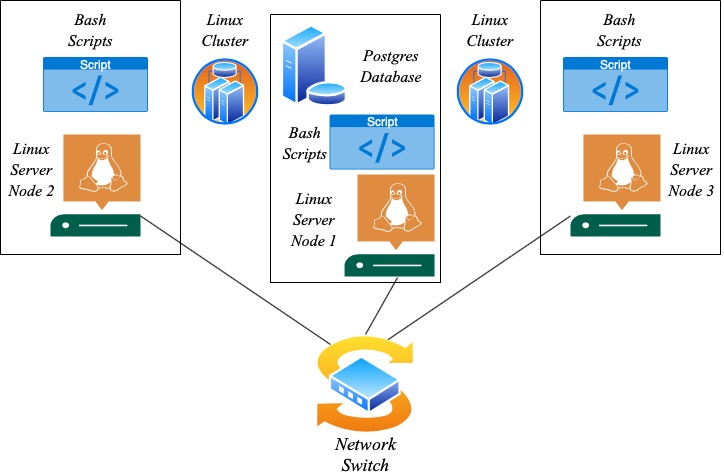 Bash
Scripts
Script
</>
Linux
Server
Node 2
Linux
Cluster
Postgres
Database
Bash
Scripts
Script
</>
Linux
Server
Node 1
Linux
Cluster
Bash
Scripts
Script
</>
Linux
Server
Node 3
Network
Switch